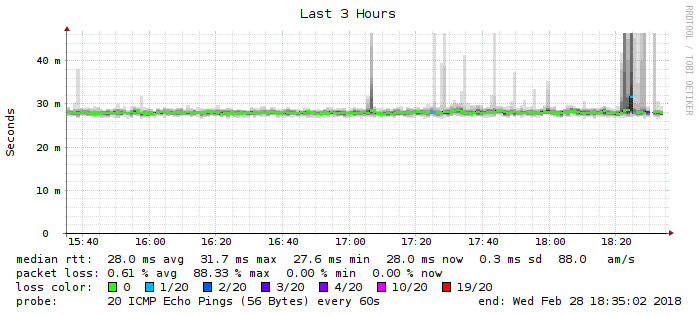 Last 3 Hours
RRDTOOL / TOBI OETIKER
Seconds
40 m
30 m
20 m
10 m
0
15:40 16:00 16:20 16:40 17:00 17:20 17:40 18:00 18:20
median rtt: 28.0 ms avg 31.7 ms max 27.6 ms min 28.0 ms now 0.3 ms sd 88.0 am/s
packet loss: 0.61 % avg 88.33 % max 0.00 % min 0.00 % now
loss color: 0 1/20 2/20 3/20 4/20 10/20 19/20
probe: 20 ICMP Echo Pings (56 Bytes) every 60s end: Wed Feb 28 18:35:02 2018